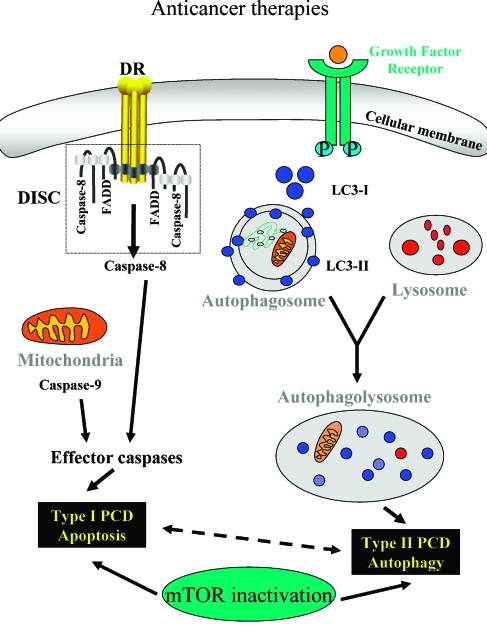 Anticancer therapies
DR
Growth Factor
Receptor
Cellular membrane
P P
DISC
Caspase-8
FADD
FADD
Caspase-8
LC3-I
LC3-II
Caspase-8
Autophagosome
Lysosome
Mitochondria
Caspase-9
Autophagolysosome
Effector caspases
Type I PCD
Apoptosis
Type II PCD
Autophagy
mTOR inactivation